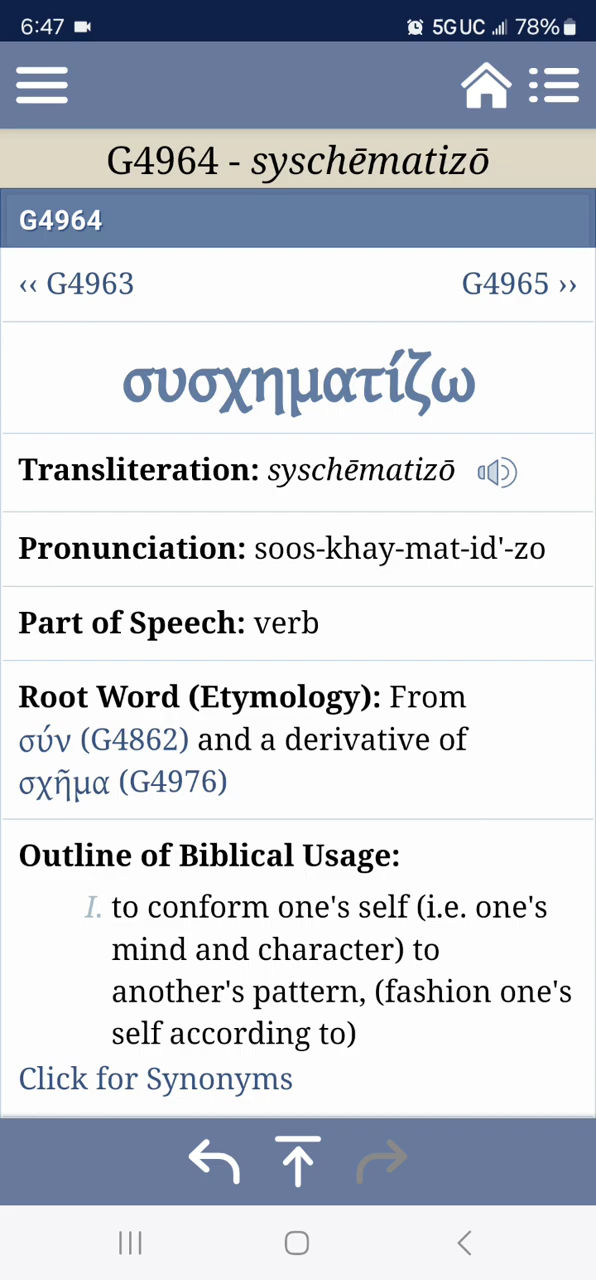 6:47 5G UC 78%
G4964 - syschēmatizō
G4964
‹‹ G4963 G4965 ››
συσχηματίζω
Transliteration: syschēmatizō
Pronunciation: soos-khay-mat-id'-zo
Part of Speech: verb
Root Word (Etymology): From
σύν (G4862) and a derivative of
σχῆμα (G4976)
Outline of Biblical Usage:
I. to conform one's self (i.e. one's
mind and character) to
another's pattern, (fashion one's
self according to)
Click for Synonyms